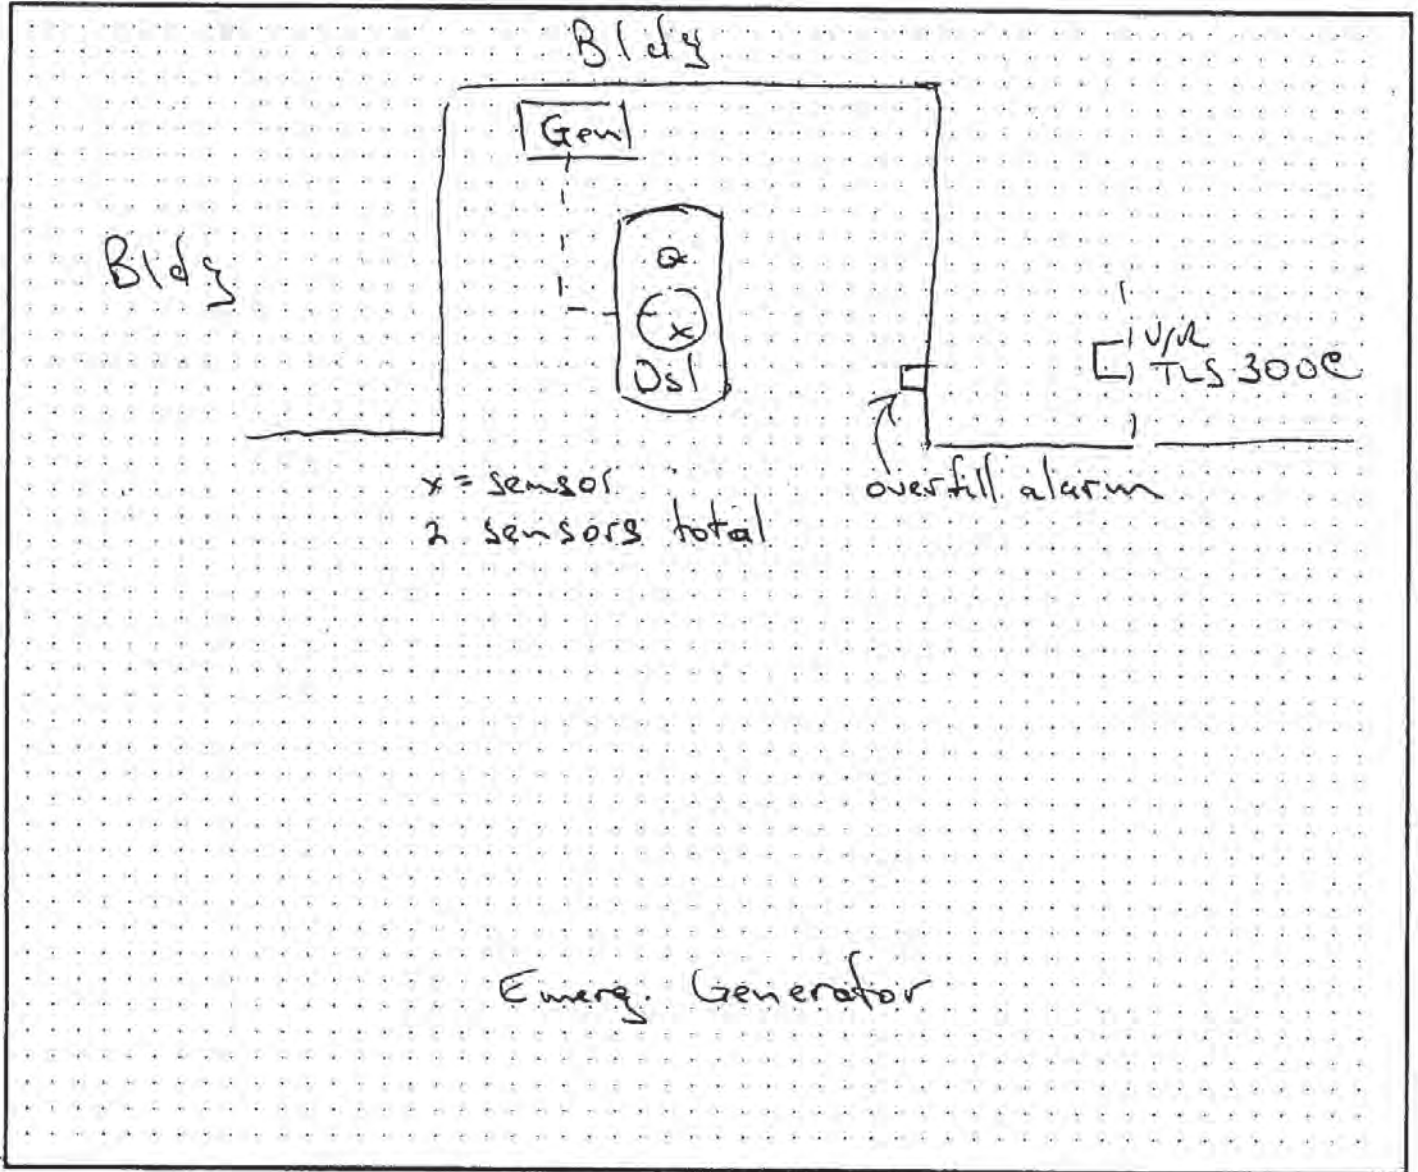 Bldg
Gen
Bldg
x
Dsl
V/R
TLS 300C
x = sensor
2 sensors total
overfill alarm
Emerg. Generator